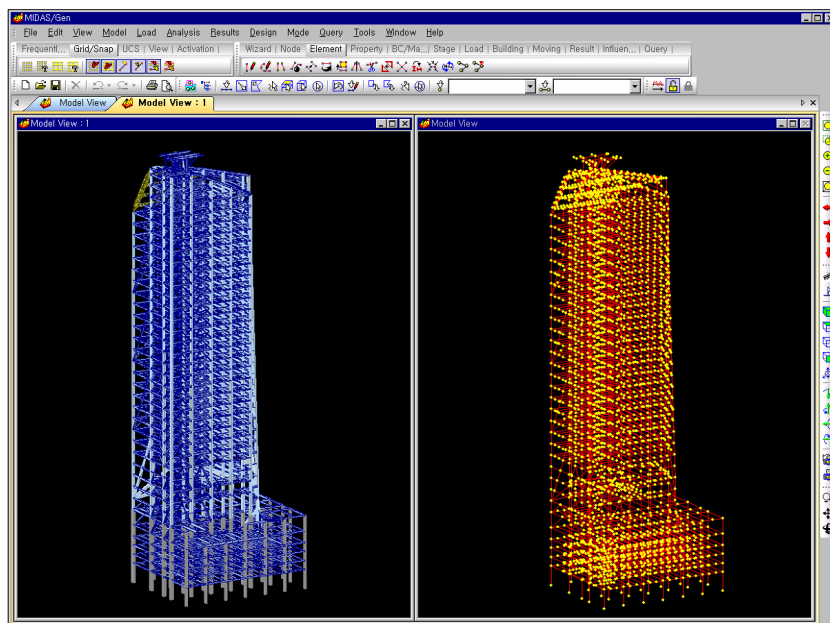 MIDAS/Gen
File Edit View Model Load Analysis Results Design Mode Query Tools Window Help
Frequentl... Grid/Snap UCS View Activation Wizard Node Element Property BC/Ma... Stage Load Building Moving Result Influen... Query
Model View Model View : 1
Model View : 1 Model View